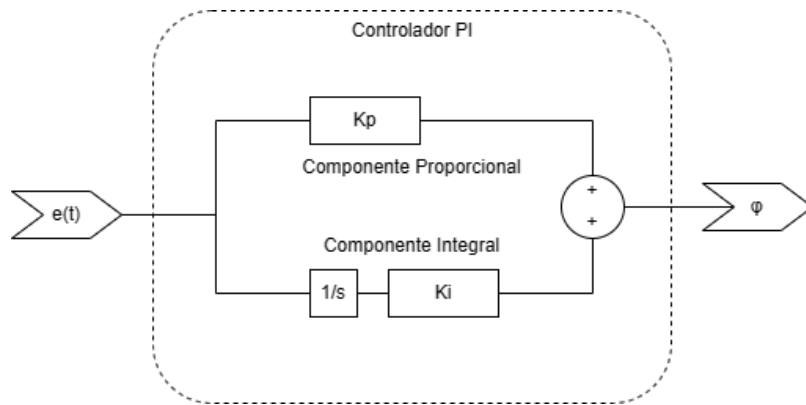 Controlador PI
Kp
Componente Proporcional
+
e(t)
φ
+
Componente Integral
1/s
Ki